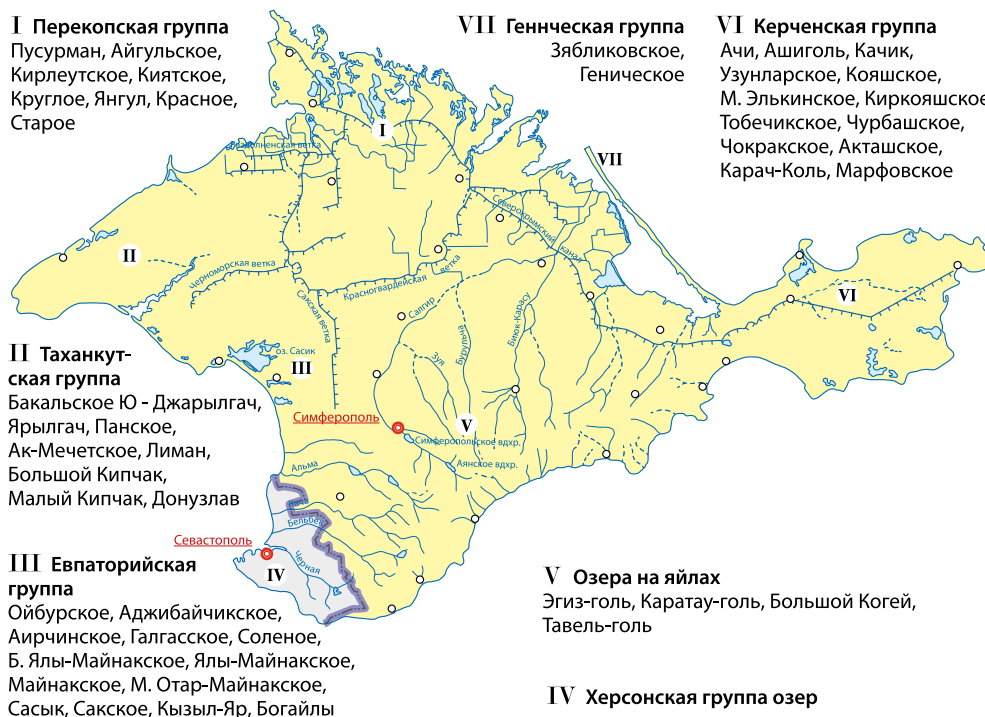 I Перекопская группа
Пусурман, Айгульское,
Кирлеутское, Киятское,
Круглое, Янгул, Красное,
Старое
VII Геннческая группа
Зябликовское,
Геническое
VI Керченская группа
Ачи, Ашиголь, Качик,
Узунларское, Кояшское,
М. Элькинское, Киркояшское
Тобечикское, Чурбашское,
Чокракское, Акташское,
Карач-Коль, Марфовское
I
ветка
VII
Северокрымский
II
Черноморская ветка
Сакская ветка
Красногвардейская
ветка
Салгир
Зуя
Бурульча
Биюк-Карасу
VI
оз. Сасик
III
II Таханкут-
ская группа
Бакальское Ю - Джарылгач,
Ярылгач, Панское,
Ак-Мечетское, Лиман,
Большой Кипчак,
Малый Кипчак, Донузлав
Симферополь
V
Симферопольское вдхр.
Аянское вдхр.
Альма
Бельбек
Севастополь
Черная
IV
III Евпаторийская
группа
Ойбурское, Аджибайчикское,
Аирчинское, Галгасское, Соленое,
Б. Ялы-Майнакское, Ялы-Майнакское,
Майнакское, М. Отар-Майнакское,
Сасык, Сакское, Кызыл-Яр, Богайлы
V Озера на яйлах
Эгиз-голь, Каратау-голь, Большой Когей,
Тавель-голь
IV Херсонская группа озер